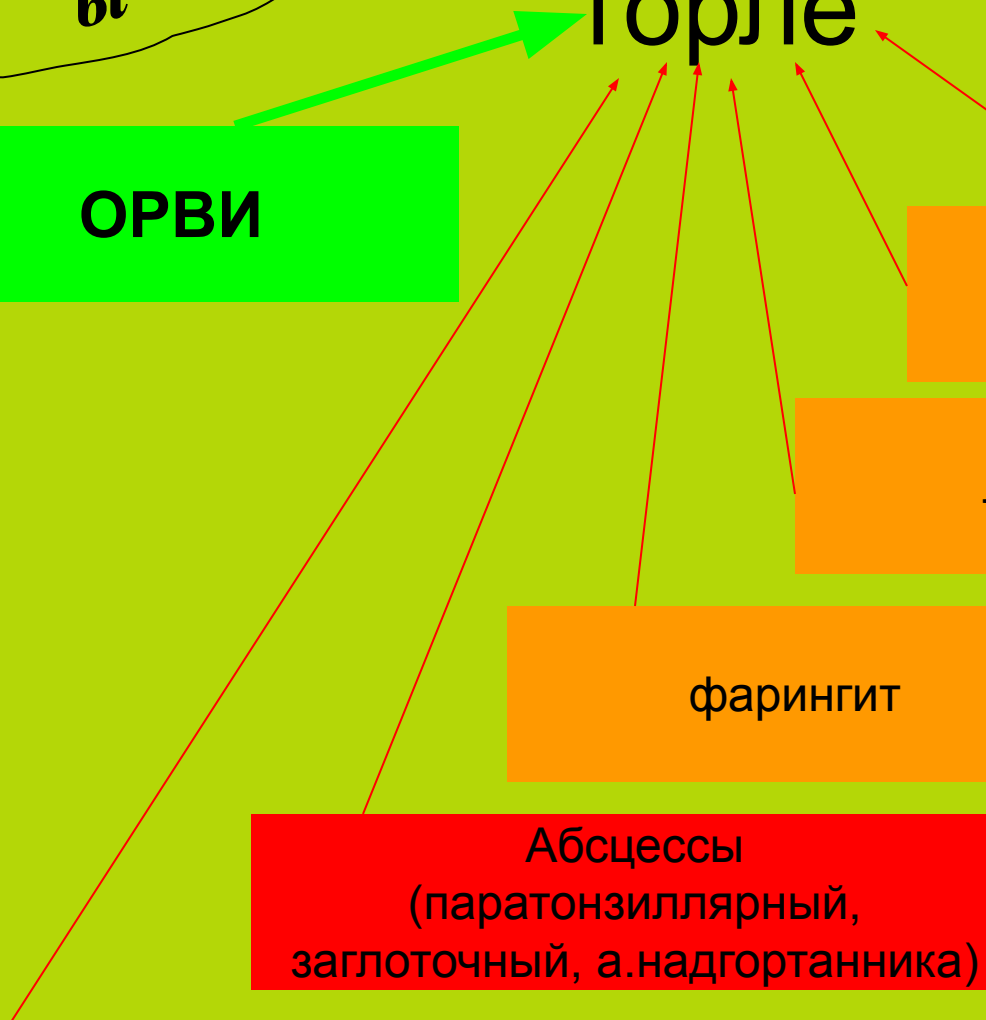 ы
горле
ОРВИ
фарингит
Абсцессы
(паратонзиллярный,
заглоточный, а.надгортанника)